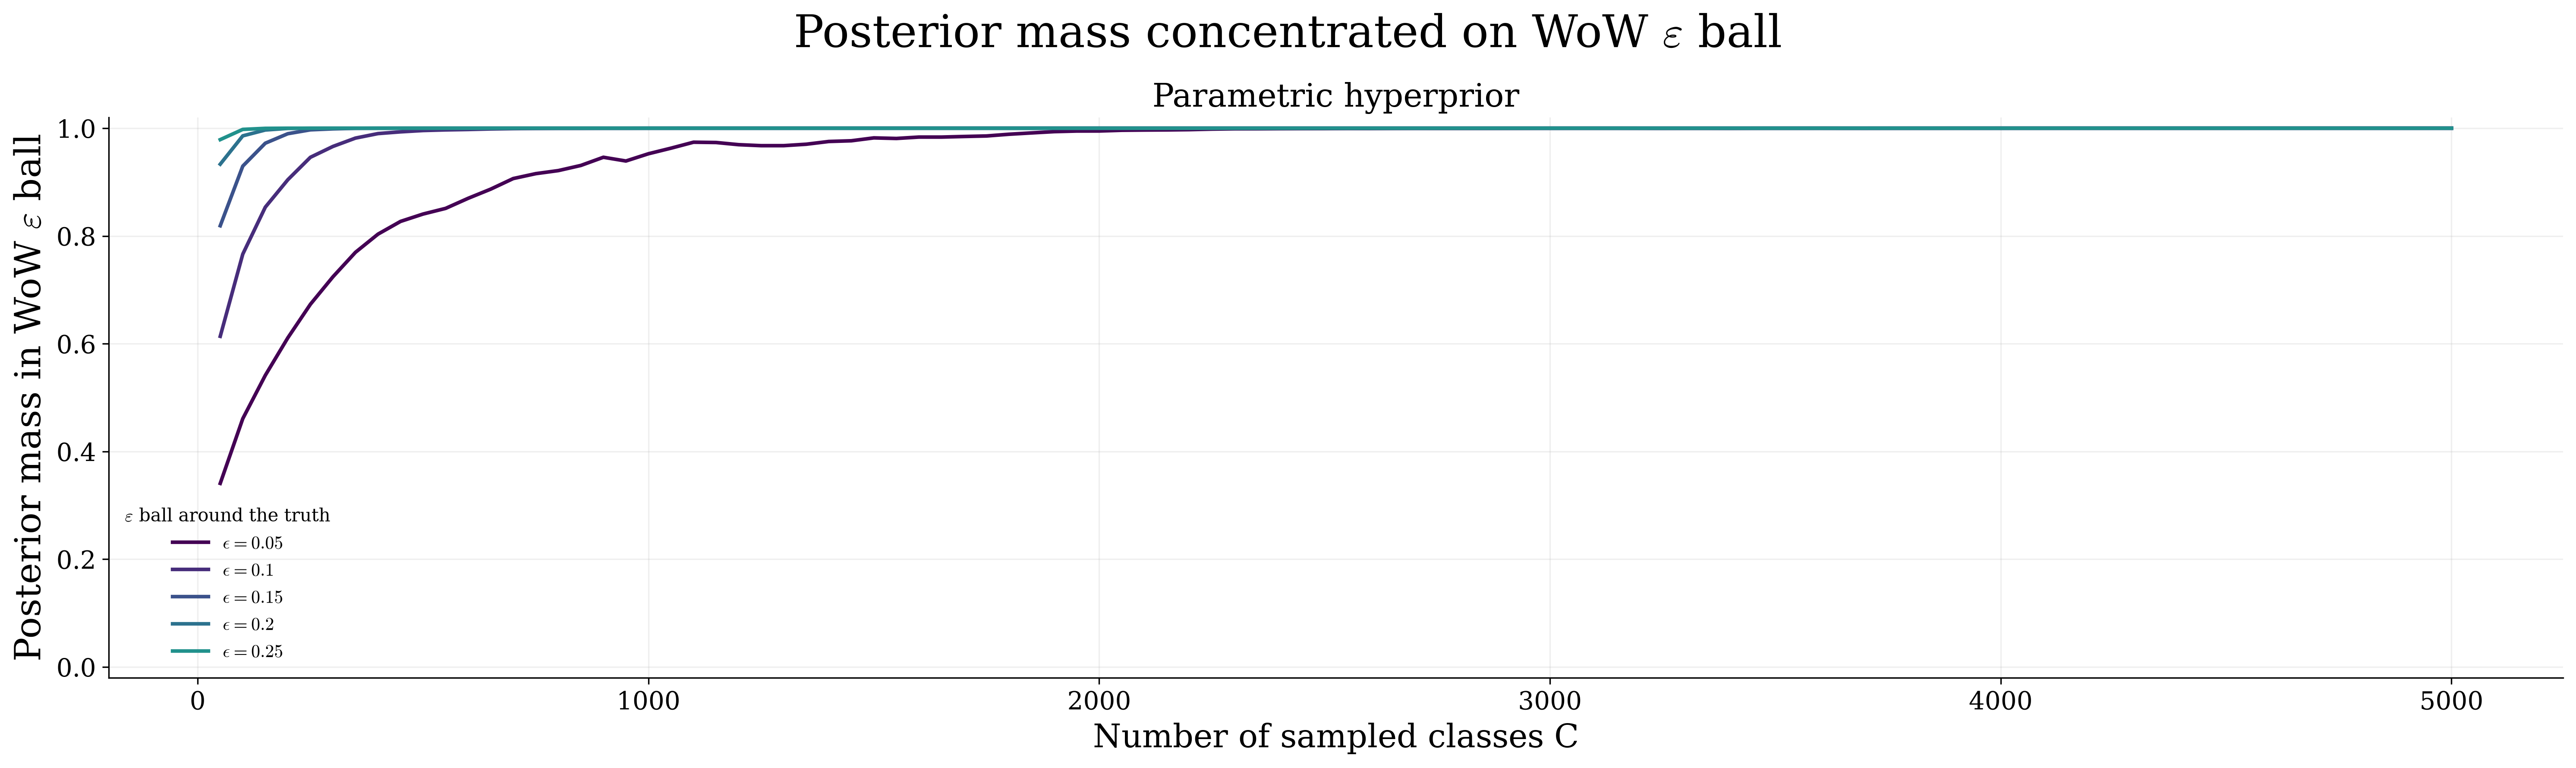 Posterior mass concentrated on WoW ε ball
Parametric hyperprior
Posterior mass in WoW ε ball
1.0
0.8
0.6
0.4
0.2
0.0
ε ball around the truth
ϵ = 0.05
ϵ = 0.1
ϵ = 0.15
ϵ = 0.2
ϵ = 0.25
0 1000 2000 3000 4000 5000
Number of sampled classes C